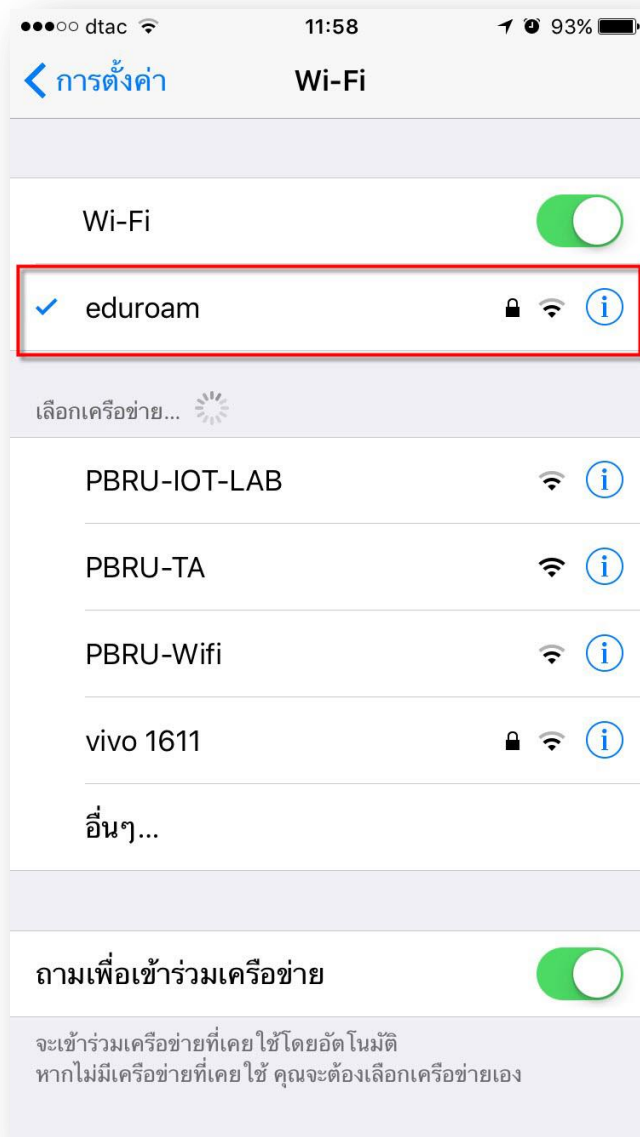 dtac 11:58 93%
การตั้งค่า Wi-Fi
Wi-Fi
eduroam
เลือกเครือข่าย...
PBRU-IOT-LAB
PBRU-TA
PBRU-Wifi
vivo 1611
อื่นๆ...
ถามเพื่อเข้าร่วมเครือข่าย
จะเข้าร่วมเครือข่ายที่เคยใช้โดยอัตโนมัติ
หากไม่มีเครือข่ายที่เคยใช้ คุณจะต้องเลือกเครือข่ายเอง